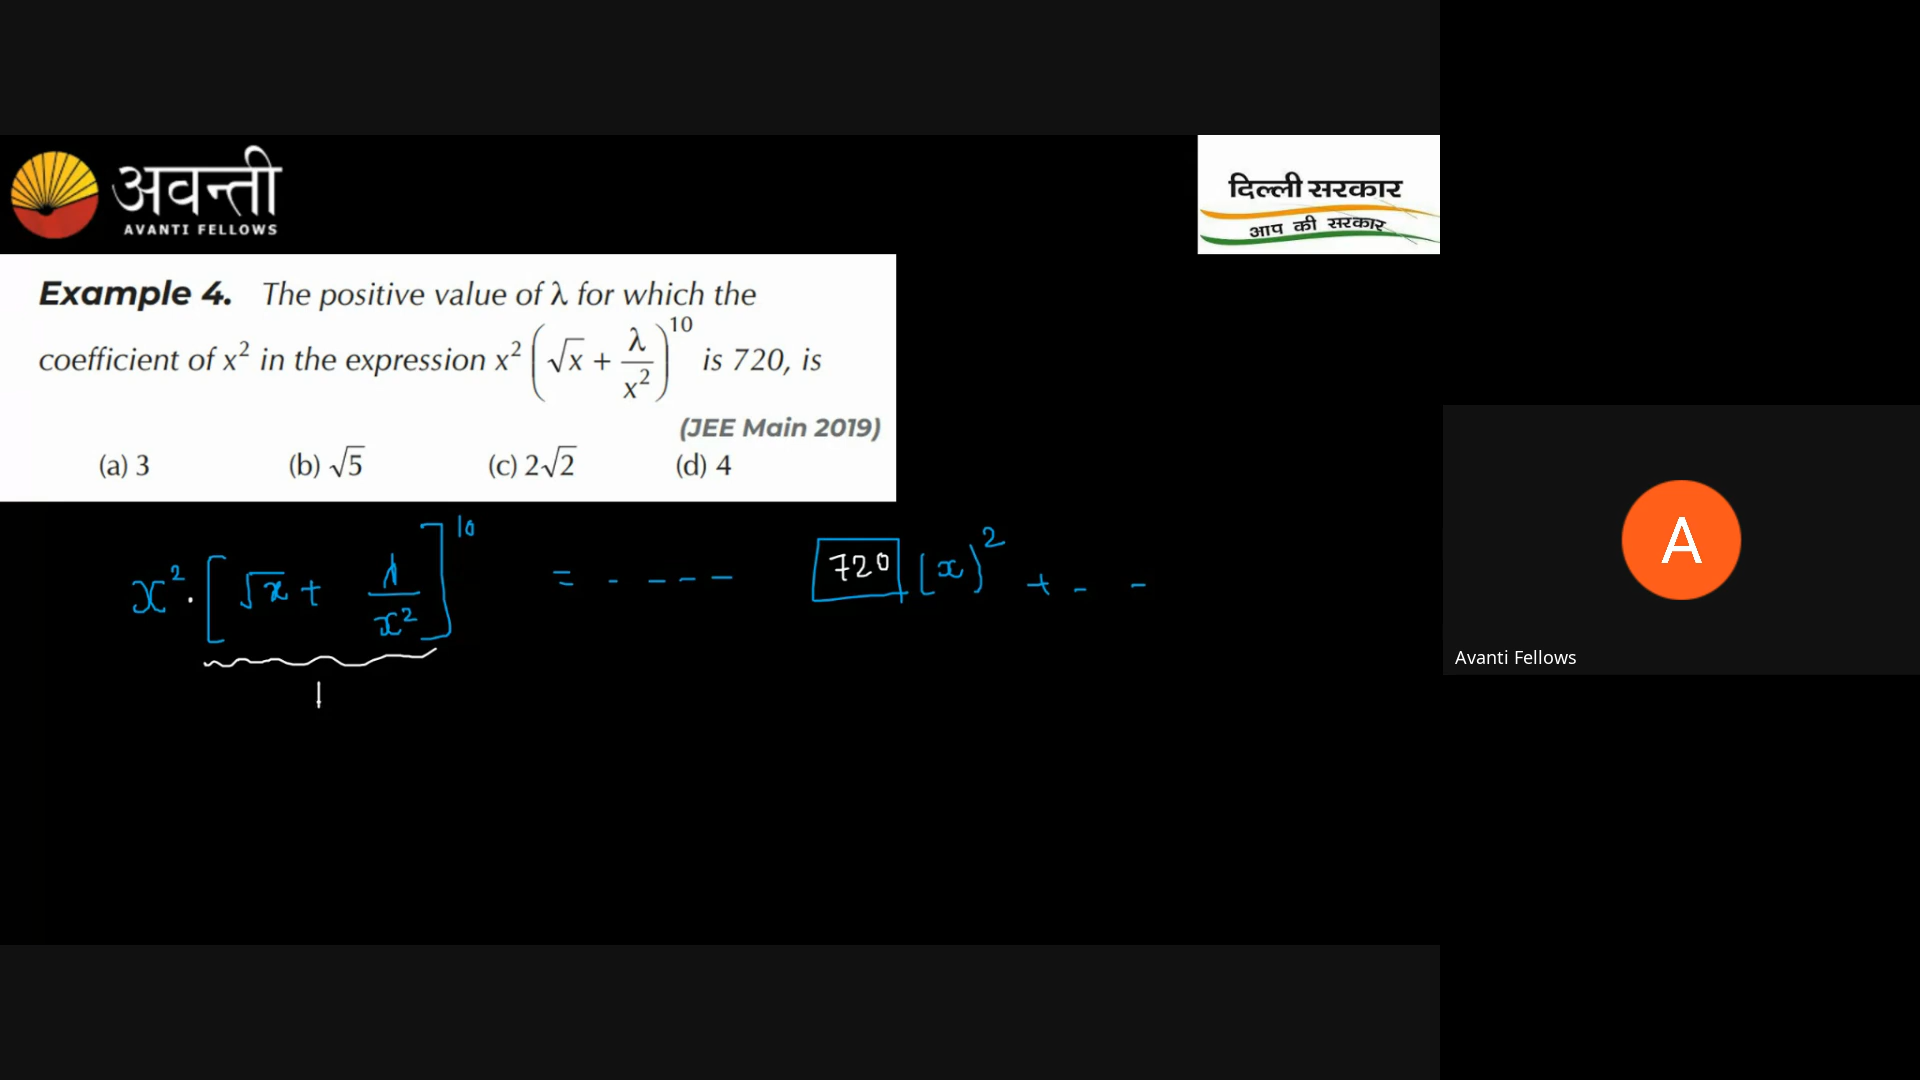 अवन्ती
AVANTI FELLOWS
दिल्ली सरकार
आप की सरकार
Example 4. The positive value of λ for which the
coefficient of x² in the expression x² (√x + λ/x²)¹⁰ is 720, is
(JEE Main 2019)
(a) 3 (b) √5 (c) 2√2 (d) 4
x² · [√x + λ/x²]¹⁰ = - - - - 720 (x)² + - -
A
Avanti Fellows